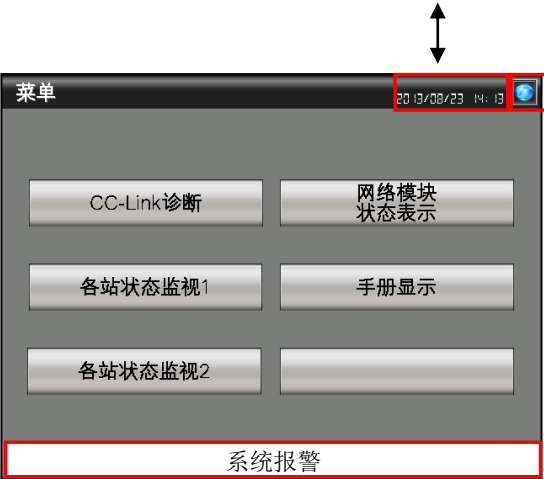 菜单
2013/08/23 14:13
CC-Link诊断
网络模块
状态表示
各站状态监视1
手册显示
各站状态监视2
系统报警